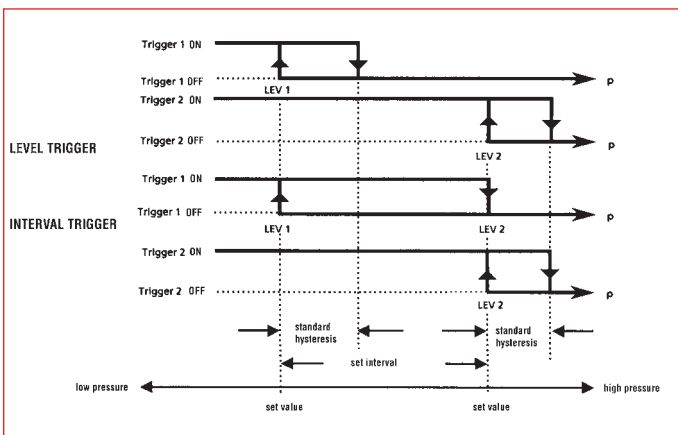 Trigger 1 ON
Trigger 1 OFF
p
LEV 1
Trigger 2 ON
LEVEL TRIGGER
Trigger 2 OFF
p
LEV 2
Trigger 1 ON
INTERVAL TRIGGER
Trigger 1 OFF
p
LEV 1
LEV 2
Trigger 2 ON
Trigger 2 OFF
p
LEV 2
standard
hysteresis
standard
hysteresis
set interval
low pressure
high pressure
set value
set value